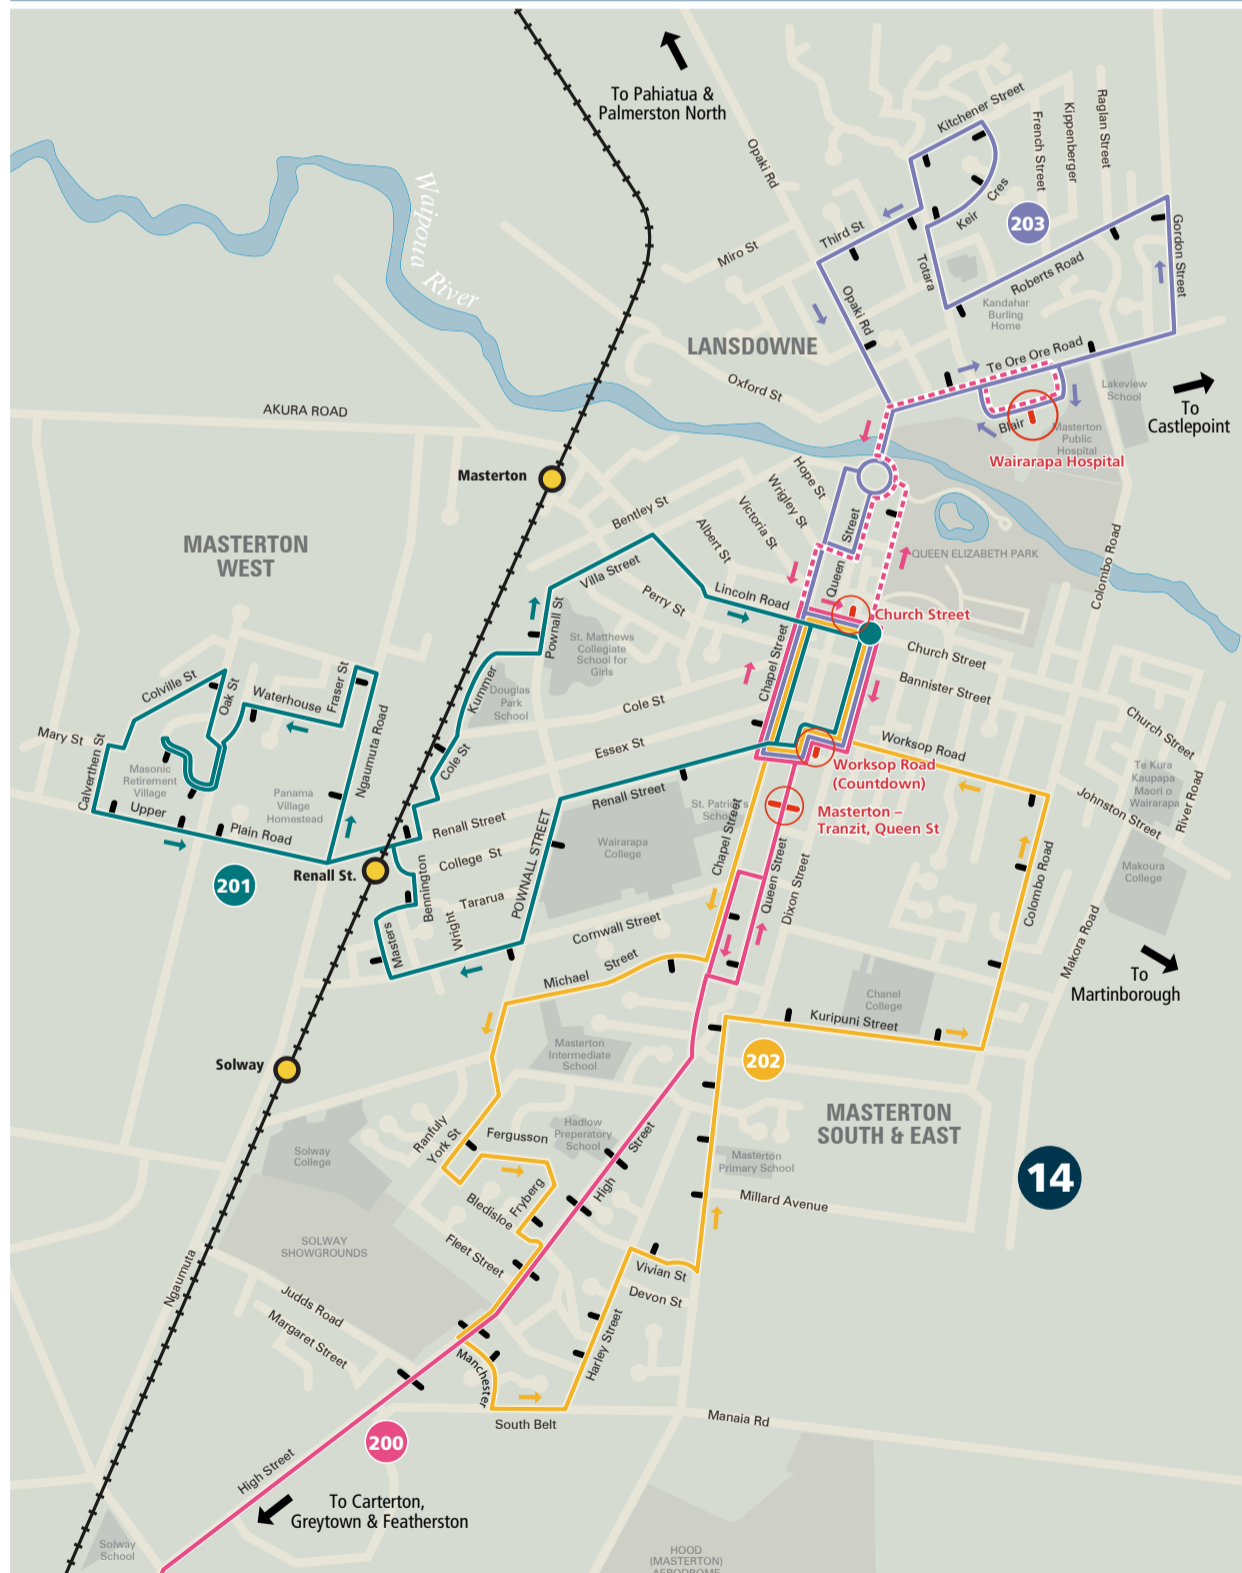 To Pahiatua &
Palmerston North
Kitchener Street
French Street
Kippenberger
Raglan Street
Opaki Rd
Keir
Cres
203
Waipoua
River
Third St
Miro St
Totara
Roberts Road
Gordon Street
Kandahar
Burling
Home
Opaki Rd
LANSDOWNE
Te Ore Ore Road
Oxford St
Lakeview
School
To
Castlepoint
AKURA ROAD
Blair
Masterton
Public
Hospital
Wairarapa Hospital
Masterton
Hope St
Wrigley St
Victoria St
Albert St
Bentley St
Queen
Street
QUEEN ELIZABETH PARK
Colombo Road
MASTERTON
WEST
Villa Street
Perry St
Lincoln Road
Pownall St
Church Street
St. Matthews
Collegiate
School for
Girls
Chapel Street
Church Street
Bannister Street
Church Street
Colville St
Oak St
Waterhouse
Fraser St
Kummer
Douglas
Park
School
Cole St
Cole St
Essex St
Ngaumuta Road
Mary St
Calverthen St
Masonic
Retirement
Village
Panama
Village
Homestead
Upper
Plain Road
Worksop Road
Worksop Road
(Countdown)
Te Kura
Kaupapa
Maori o
Wairarapa
River Road
Johnston Street
Renall Street
St. Patrick's
School
Masterton –
Tranzit, Queen St
Renall Street
College St
Bennington
Tararua
Wright
Masters
POWNALL STREET
Wairarapa
College
Chapel Street
Queen Street
Dixon Street
Colombo Road
Makoura
College
Makora Road
201
Renall St.
Cornwall Street
Michael
Street
To
Martinborough
Chanel
College
Kuripuni Street
Solway
Masterton
Intermediate
School
202
MASTERTON
SOUTH & EAST
Solway
College
Ranfuly
York St
Fergusson
Hadlow
Preperatory
School
High
Street
Masterton
Primary School
14
Millard Avenue
Bledisloe
Fryberg
SOLWAY
SHOWGROUNDS
Fleet Street
Ngaumuta
Vivian St
Devon St
Judds Road
Margaret Street
Manchester
Harley Street
South Belt
Manaia Rd
200
High Street
To Carterton,
Greytown & Featherston
Solway
School
HOOD
(MASTERTON)
AERODROME